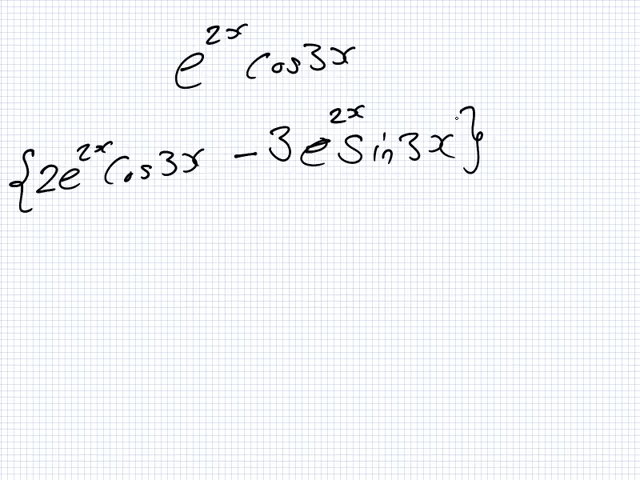 e^{2x} cos3x
{2e^{2x} cos3x - 3e^{2x} sin3x}